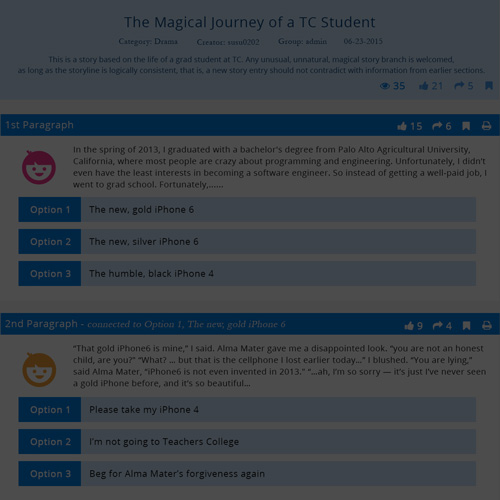 The Magical Journey of a TC Student
Category: Drama Creator: soso0202 Group: admin 06-23-2015
This is a story based on the life of a grad student at TC. Any unusual, unnatural, magical story branch is welcomed,
as long as the storyline is logically consistent, that is, a new story entry should not contradict with information from earlier sections.
35 21 5
1st Paragraph 15 6
In the spring of 2013, I graduated with a bachelor's degree from Palo Alto Agricultural University,
California, where most people are crazy about programming and engineering. Unfortunately, I didn't
even have the least interests in becoming a software engineer. So instead of getting a well-paid job, I
went to grad school. Fortunately,......
Option 1 The new, gold iPhone 6
Option 2 The new, silver iPhone 6
Option 3 The humble, black iPhone 4
2nd Paragraph - connected to Option 1, The new, gold iPhone 6 9 4
“That gold iPhone6 is mine,” I said. Alma Mater gave me a disappointed look. “you are not an honest
child, are you?” “What? ... but that is the cellphone I lost earlier today...” I blushed. “You are lying,”
said Alma Mater, “iPhone6 is not even invented in 2013.” “...ah, I'm so sorry — it's just I've never seen
a gold iPhone before, and it's so beautiful...
Option 1 Please take my iPhone 4
Option 2 I'm not going to Teachers College
Option 3 Beg for Alma Mater's forgiveness again